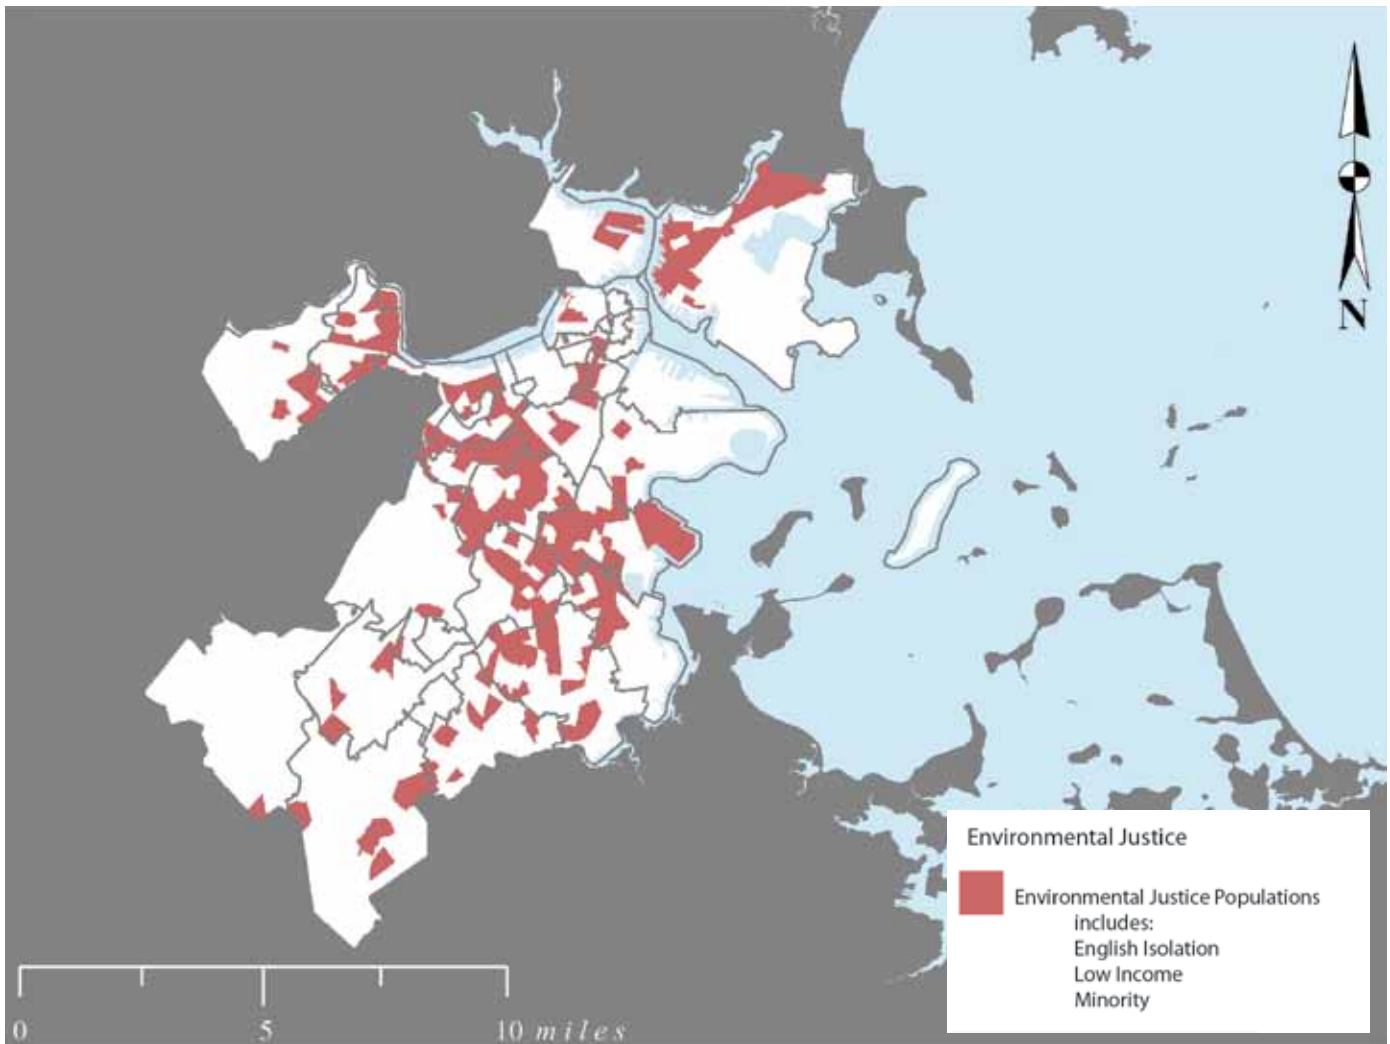 N
Environmental Justice
Environmental Justice Populations
includes:
English Isolation
Low Income
Minority
0 5 10 miles